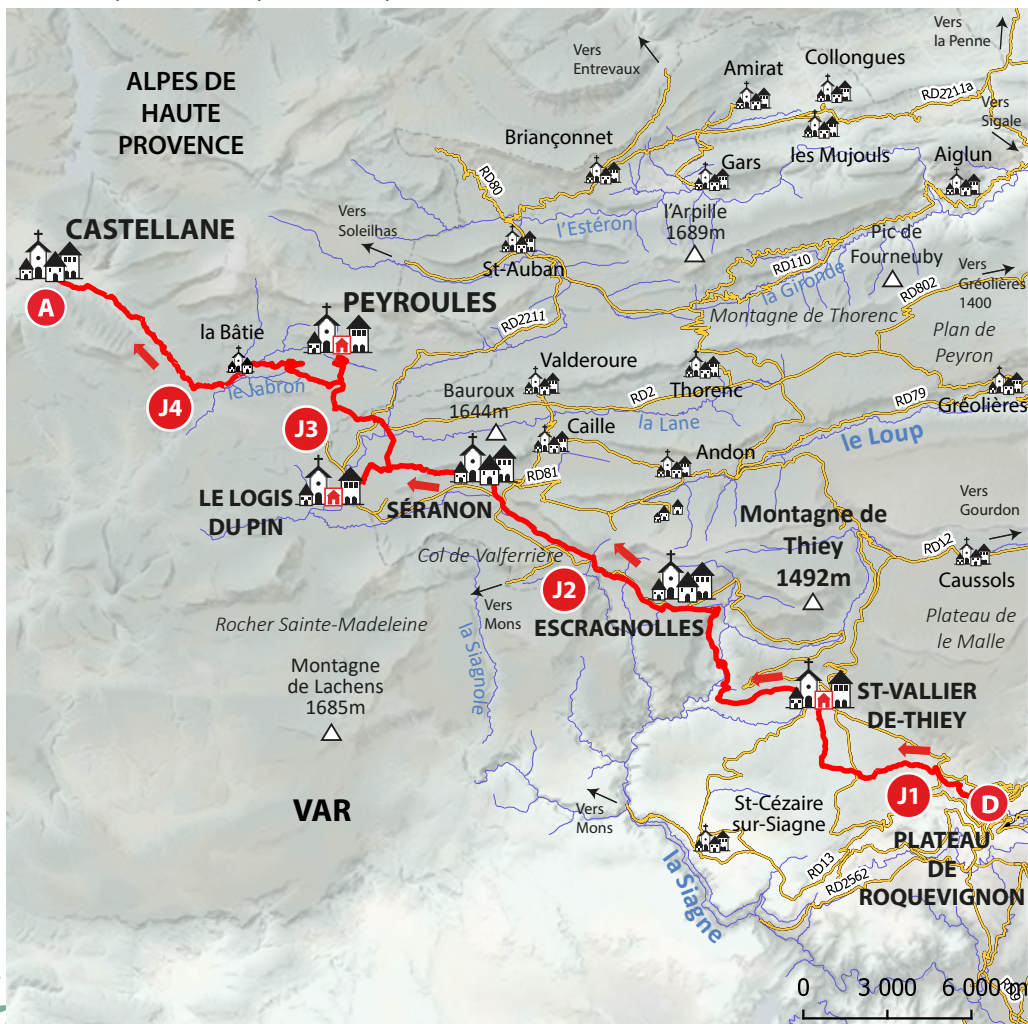 Vers
la Penne
Vers
Entrevaux
Collongues
Amirat
ALPES DE
HAUTE
PROVENCE
RD2211a
Vers
Sigale
Briançonnet
les Mujouls
Aiglun
Gars
RD80
Vers
Soleilhas
l'Estéron
l'Arpille
1689m
Pic de
Fourneuby
CASTELLANE
St-Auban
RD110
la Gironde
Vers
Gréolières
1400
RD802
A
PEYROULES
Montagne de Thorenc
RD2211
Plan de
Peyron
la Bâtie
Valderoure
Thorenc
le Jabron
Bauroux
1644m
RD2
RD79
Gréolières
J4
J3
Caille
la Lane
le Loup
Andon
LE LOGIS
DU PIN
SÉRANON
RD81
Vers
Gourdon
Montagne de
Thiey
1492m
RD12
Col de Valferrière
Caussols
J2
Vers
Mons
ESCRAGNOLLES
Rocher Sainte-Madeleine
Plateau de
le Malle
la Siagnole
Montagne
de Lachens
1685m
ST-VALLIER
DE-THIEY
VAR
Vers
Mons
St-Cézaire
sur-Siagne
J1
D
PLATEAU
DE
ROQUEVIGNON
RD13
RD2562
la Siagne
0 3 000 6 000 m